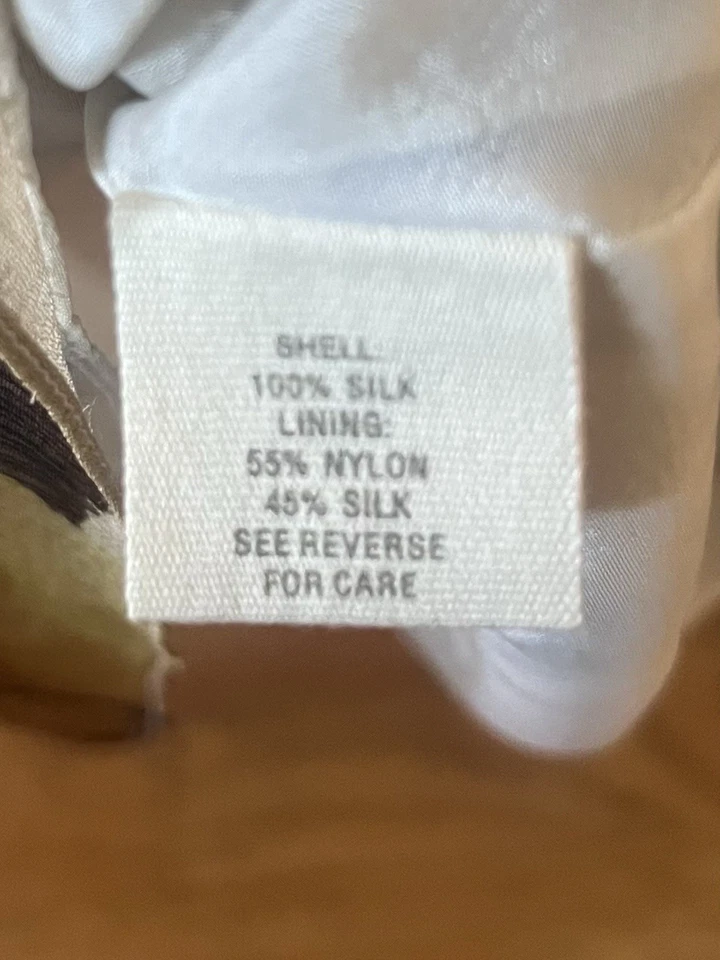 SHELL:
100% SILK
LINING:
55% NYLON
45% SILK
SEE REVERSE
FOR CARE